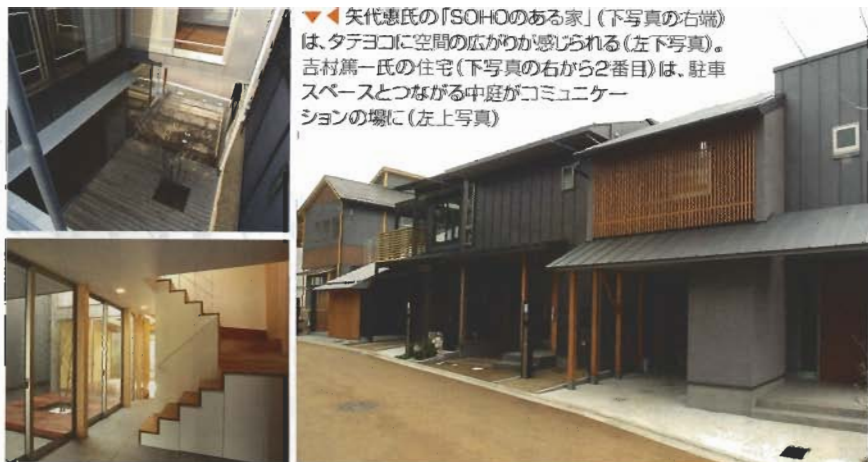 ▼◀ 矢代恵氏の「SOHOのある家」(下写真の右端)
は、タテヨコに空間の広がりが感じられる(左下写真)。
吉村篤一氏の住宅(下写真の右から2番目)は、駐車
スペースとつながる中庭がコミュニケー
ションの場に(左上写真)